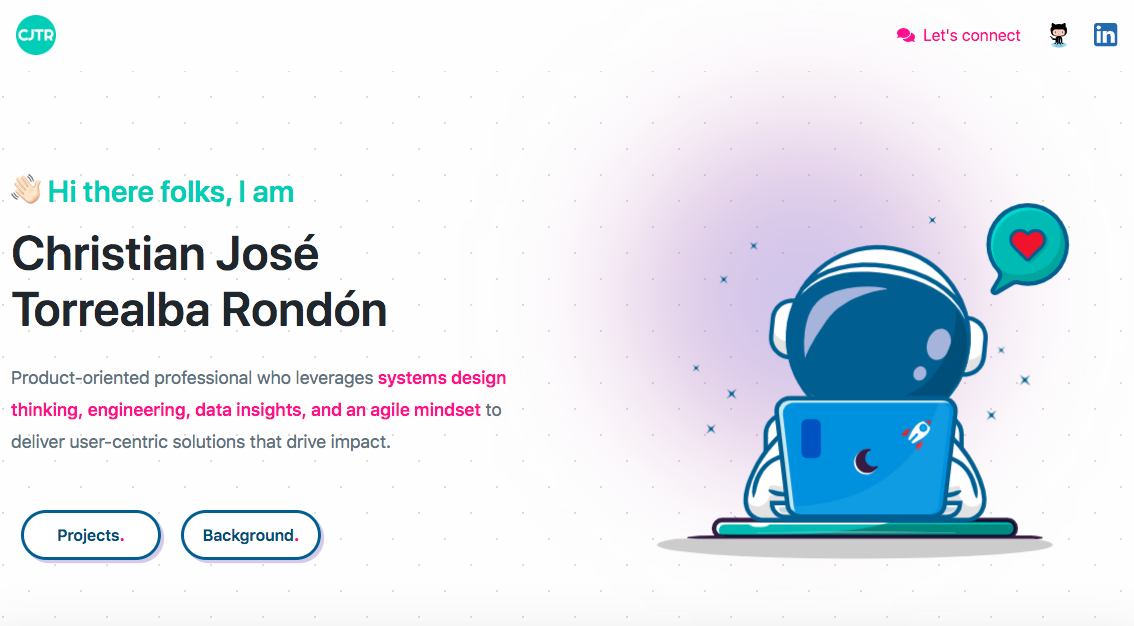 CJTR
Let's connect
in
Hi there folks, I am
Christian José
Torrealba Rondón
Product-oriented professional who leverages systems design
thinking, engineering, data insights, and an agile mindset to
deliver user-centric solutions that drive impact.
Projects.
Background.